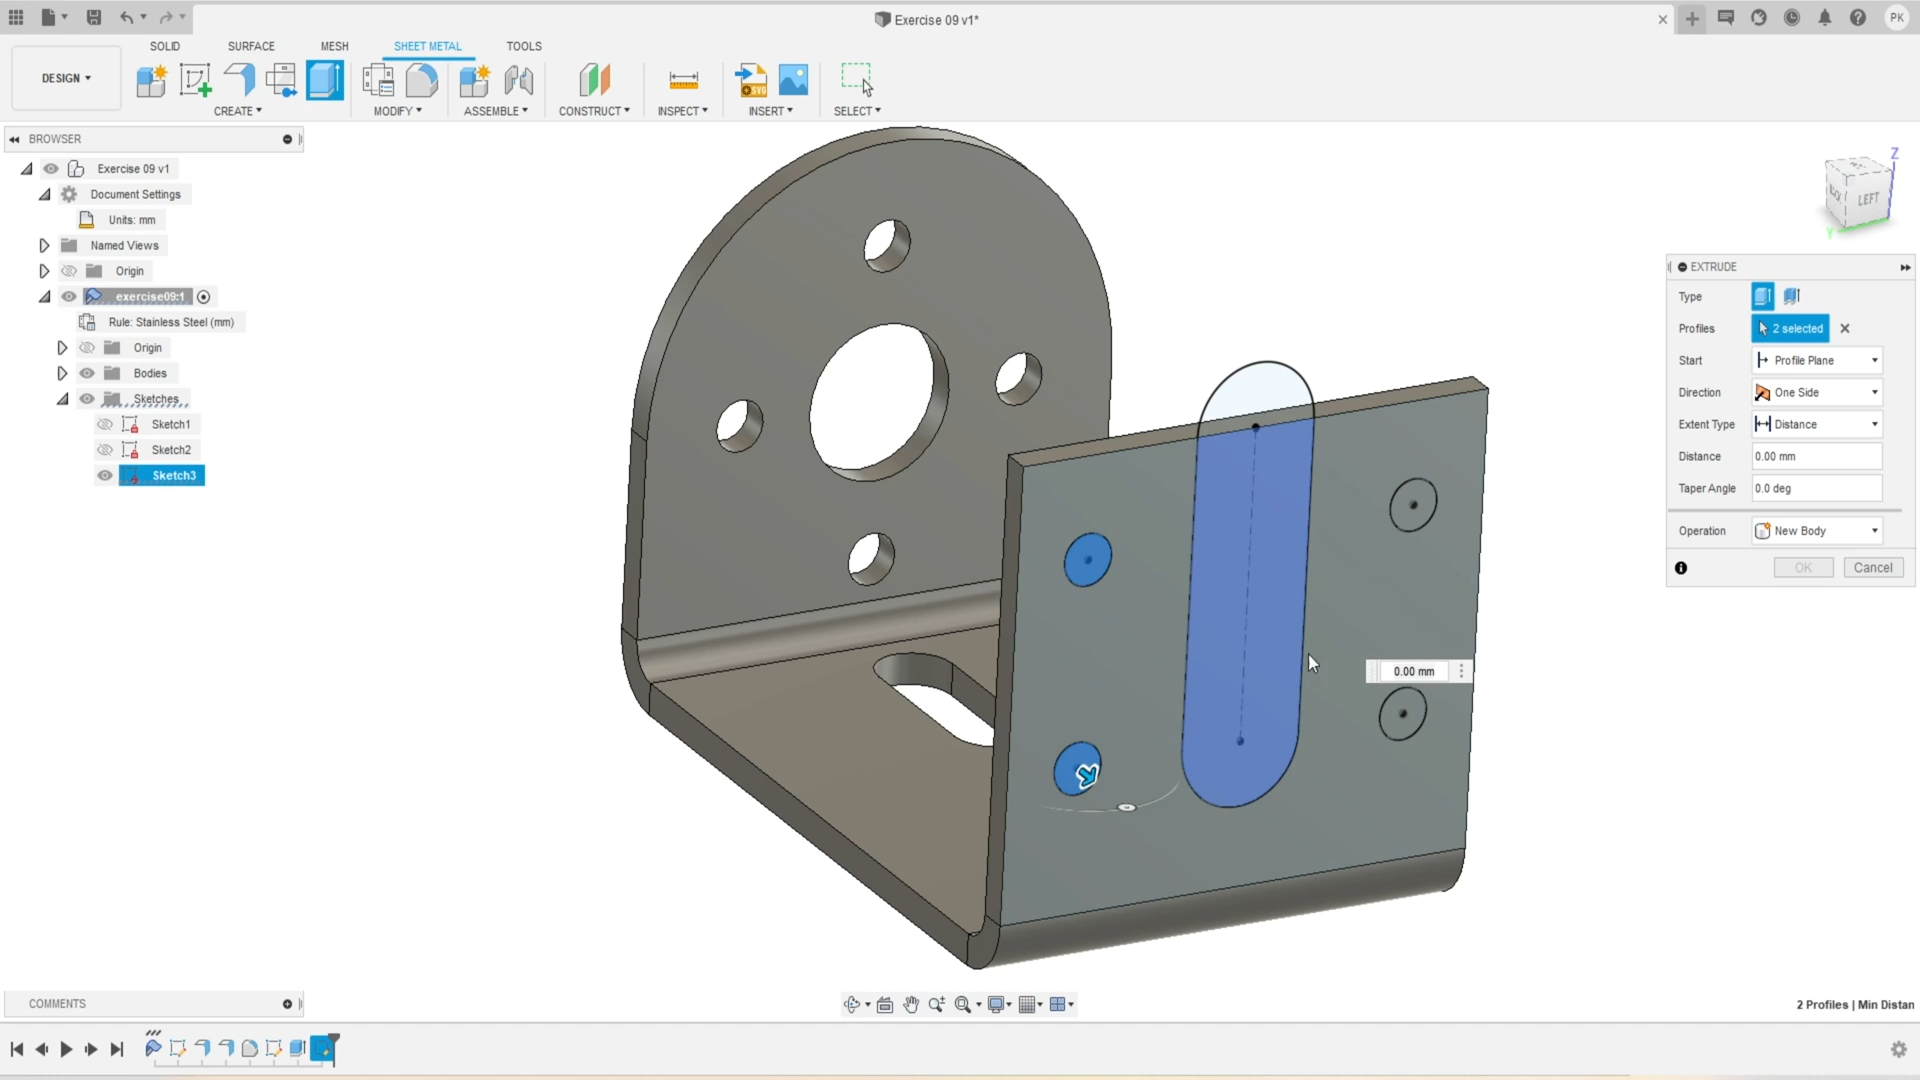 Exercise 09 v1*
PK
SOLID SURFACE MESH SHEET METAL TOOLS
DESIGN
CREATE MODIFY ASSEMBLE CONSTRUCT INSPECT INSERT SELECT
SVG
BROWSER
Exercise 09 v1
Document Settings
Units: mm
Named Views
Origin
exercise09:1
Rule: Stainless Steel (mm)
Origin
Bodies
Sketches
Sketch1
Sketch2
Sketch3
Z
LEFT
Y
EXTRUDE
Type
Profiles 2 selected
Start Profile Plane
Direction One Side
Extent Type Distance
Distance 0.00 mm
Taper Angle 0.0 deg
Operation New Body
OK Cancel
0.00 mm
COMMENTS
2 Profiles | Min Distan